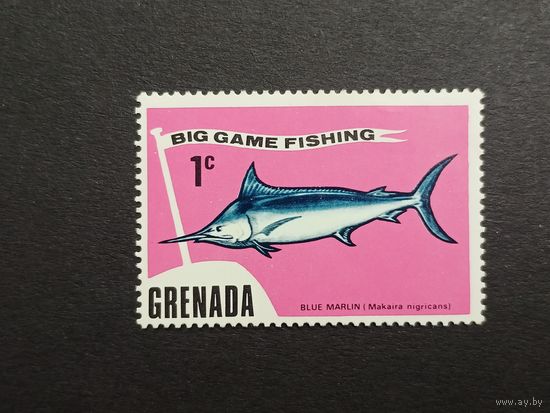 BIG GAME FISHING
1c
GRENADA
BLUE MARLIN (Makaira nigricans)
www.ay.by